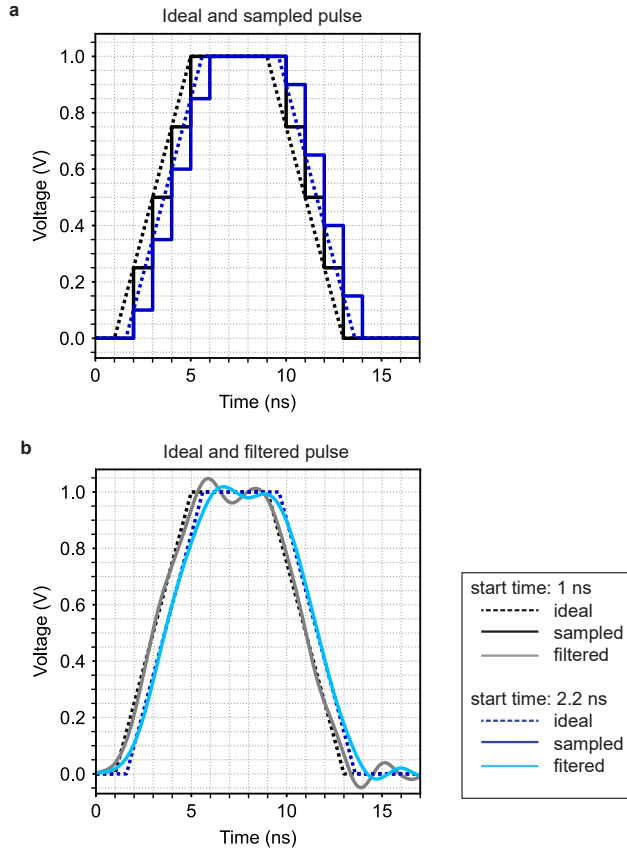 a
Ideal and sampled pulse
1.0
0.8
0.6
0.4
0.2
0.0
Voltage (V)
0 5 10 15
Time (ns)
b
Ideal and filtered pulse
1.0
0.8
0.6
0.4
0.2
0.0
Voltage (V)
0 5 10 15
Time (ns)
start time: 1 ns
ideal
sampled
filtered
start time: 2.2 ns
ideal
sampled
fitered